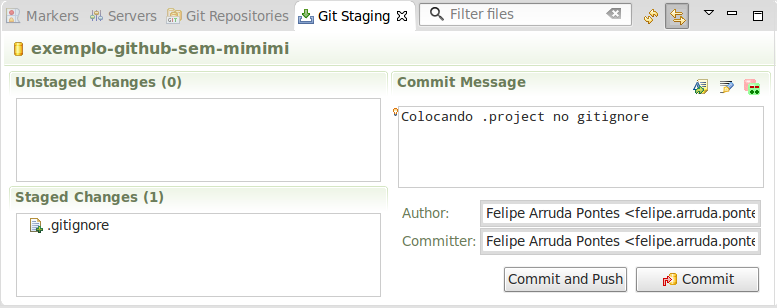 Markers Servers Git Repositories Git Staging Filter files
exemplo-github-sem-mimimi
Unstaged Changes (0)
Commit Message
Colocando .project no gitignore
Staged Changes (1)
.gitignore
Author: Felipe Arruda Pontes <felipe.arruda.ponte
Committer: Felipe Arruda Pontes <felipe.arruda.ponte
Commit and Push Commit